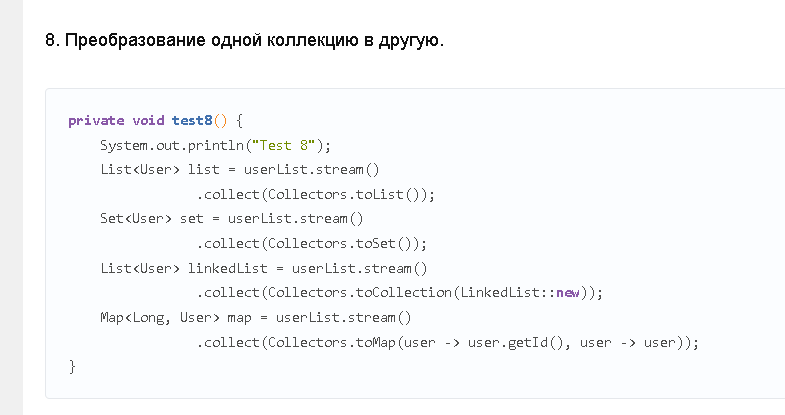 8. Преобразование одной коллекцию в другую.
private void test8() {
System.out.println("Test 8");
List<User> list = userList.stream()
.collect(Collectors.toList());
Set<User> set = userList.stream()
.collect(Collectors.toSet());
List<User> linkedList = userList.stream()
.collect(Collectors.toCollection(LinkedList::new));
Map<Long, User> map = userList.stream()
.collect(Collectors.toMap(user -> user.getId(), user -> user));
}